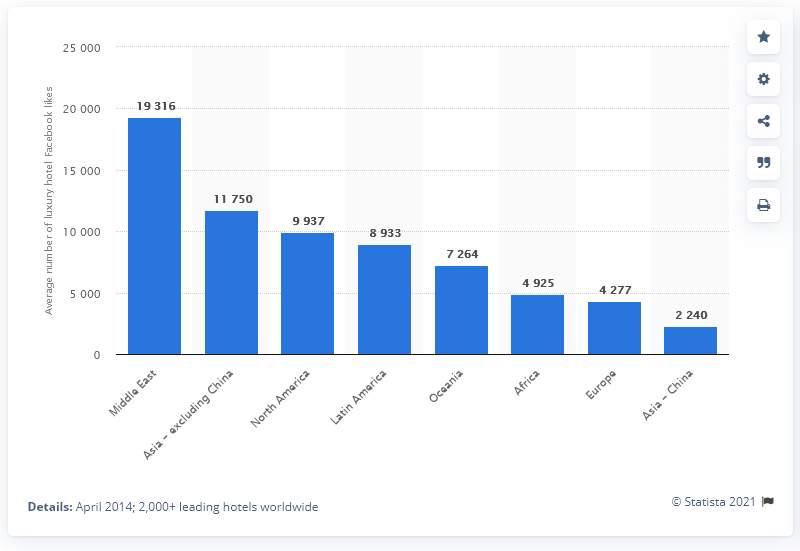 25 000
20 000
15 000
10 000
5 000
0
Average number of luxury hotel Facebook likes
19 316
11 750
9 937
8 933
7 264
4 925
4 277
2 240
Middle East
Asia – excluding China
North America
Latin America
Oceania
Africa
Europe
Asia – China
Details: April 2014; 2,000+ leading hotels worldwide
© Statista 2021